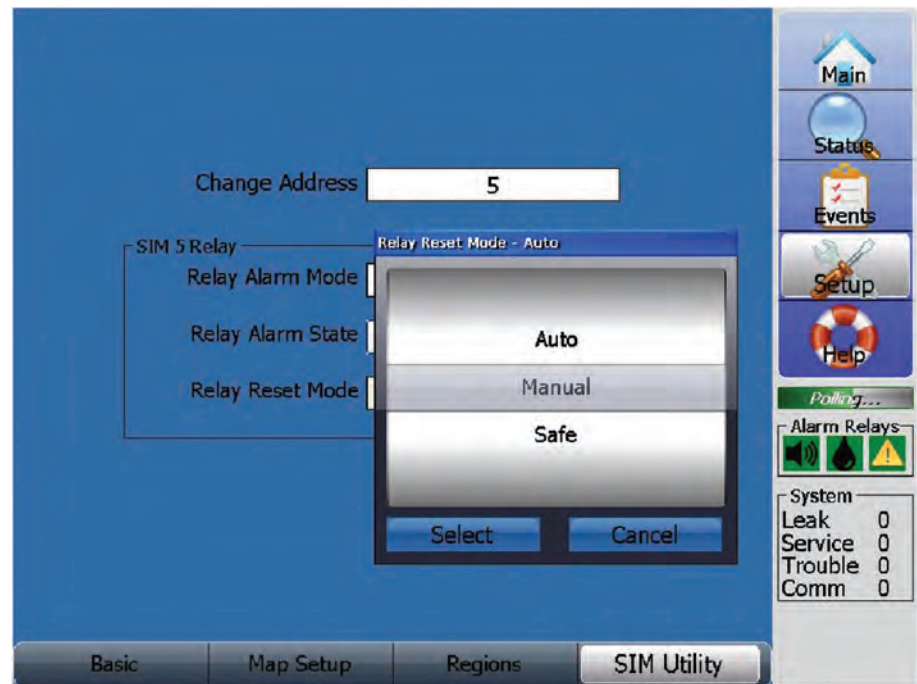 Change Address 5
SIM 5 Relay
Relay Alarm Mode
Relay Alarm State
Relay Reset Mode
Relay Reset Mode - Auto
Auto
Manual
Safe
Select Cancel
Main
Status
Events
Setup
Help
Polling...
Alarm Relays
System
Leak 0
Service 0
Trouble 0
Comm 0
Basic Map Setup Regions SIM Utility